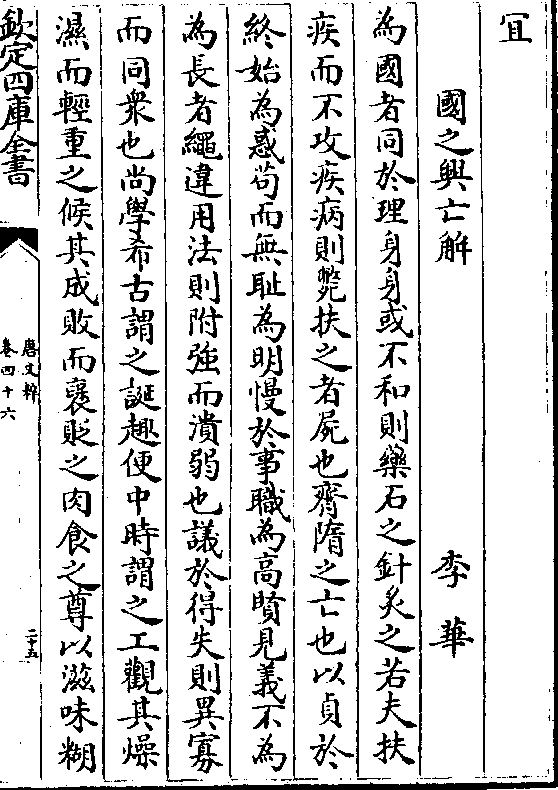 宜
國之興亡解 李華
為國者同於理身身或不和則藥石之針炙之若夫扶
疾而不攻疾病則斃扶之者屍也齊隋之亡也以貞於
終始為惑苟而無耻為明慢於事職為高賢見義不為
為長者繩違用法則附強而潰弱也議於得失則異寡
而同衆也尚學希古謂之誕趣便中時謂之工觀其燥
濕而輕重之候其成敗而襃貶之肉食之尊以滋味糊
欽定四庫全書
唐文粹
卷四十六
二十五